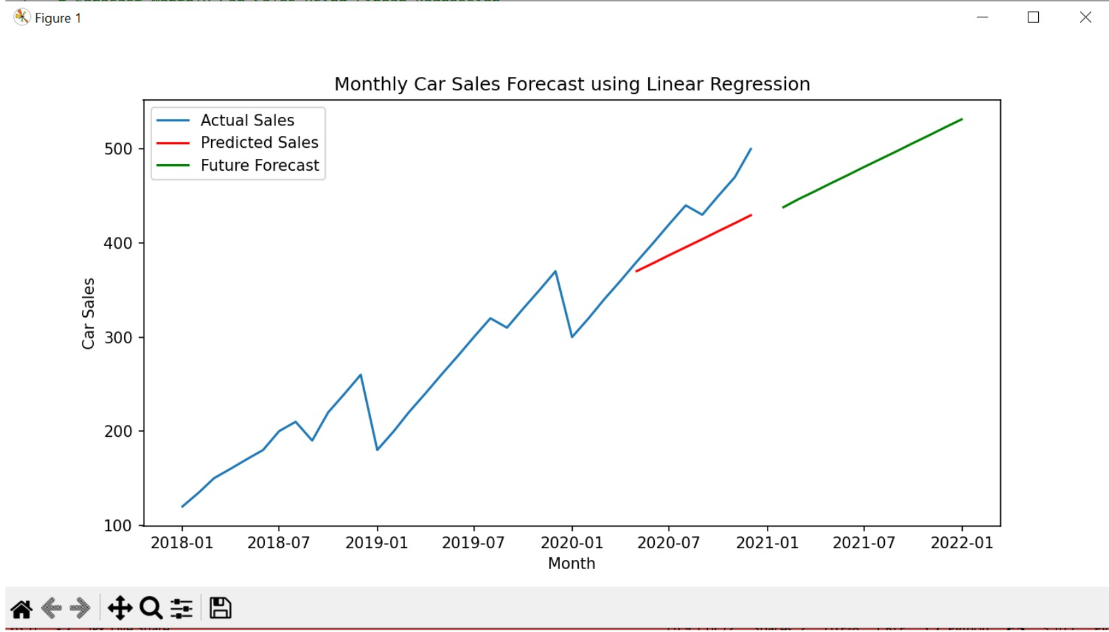 Figure 1
Monthly Car Sales Forecast using Linear Regression
Actual Sales
Predicted Sales
Future Forecast
500
400
300
200
100
Car Sales
2018-01 2018-07 2019-01 2019-07 2020-01 2020-07 2021-01 2021-07 2022-01
Month